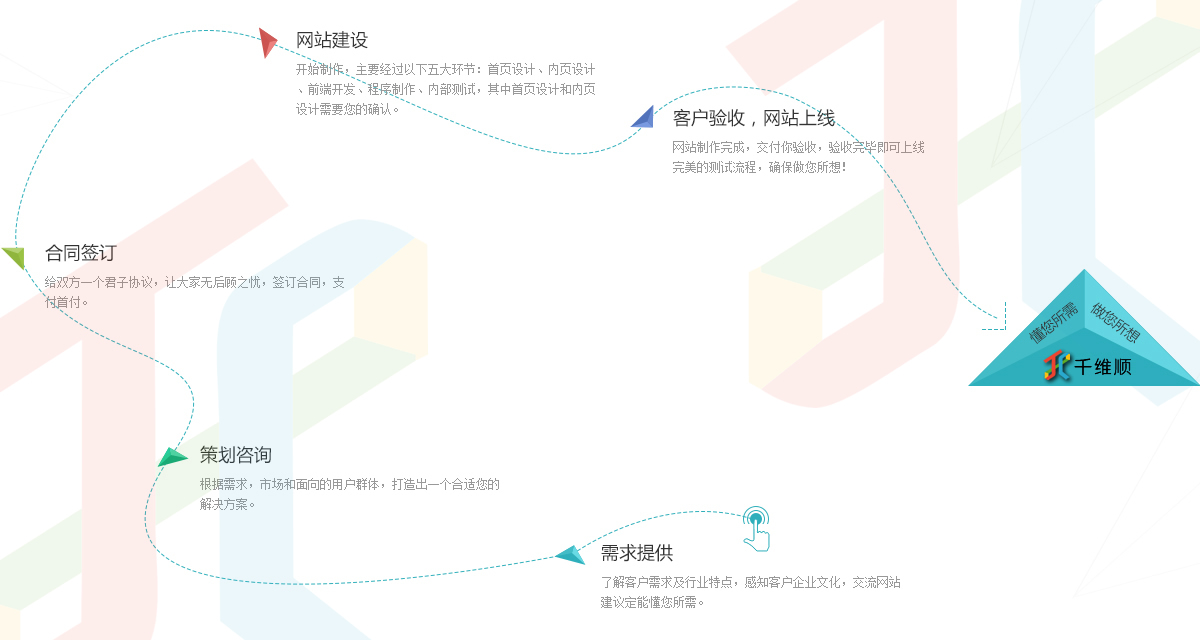 网站建设
开始制作，主要经过以下五大环节：首页设计、内页设计
、前端开发、程序制作、内部测试，其中首页设计和内页
设计需要您的确认。
客户验收，网站上线
网站制作完成，交付你验收，验收完毕即可上线
完美的测试流程，确保做您所想！
合同签订
给双方一个君子协议，让大家无后顾之忧，签订合同，支
付首付。
懂您所需
做您所想
千维顺
策划咨询
根据需求，市场和面向的用户群体，打造出一个合适您的
解决方案。
需求提供
了解客户需求及行业特点，感知客户企业文化，交流网站
建议定能懂您所需。